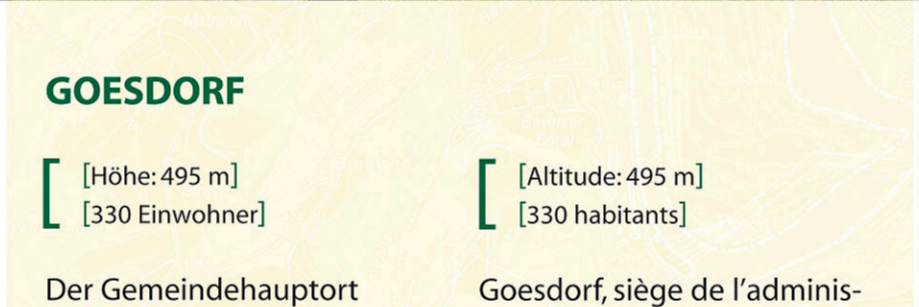 GOESDORF
[Höhe: 495 m]
[330 Einwohner]
Der Gemeindehauptort
[Altitude: 495 m]
[330 habitants]
Goesdorf, siège de l'adminis-